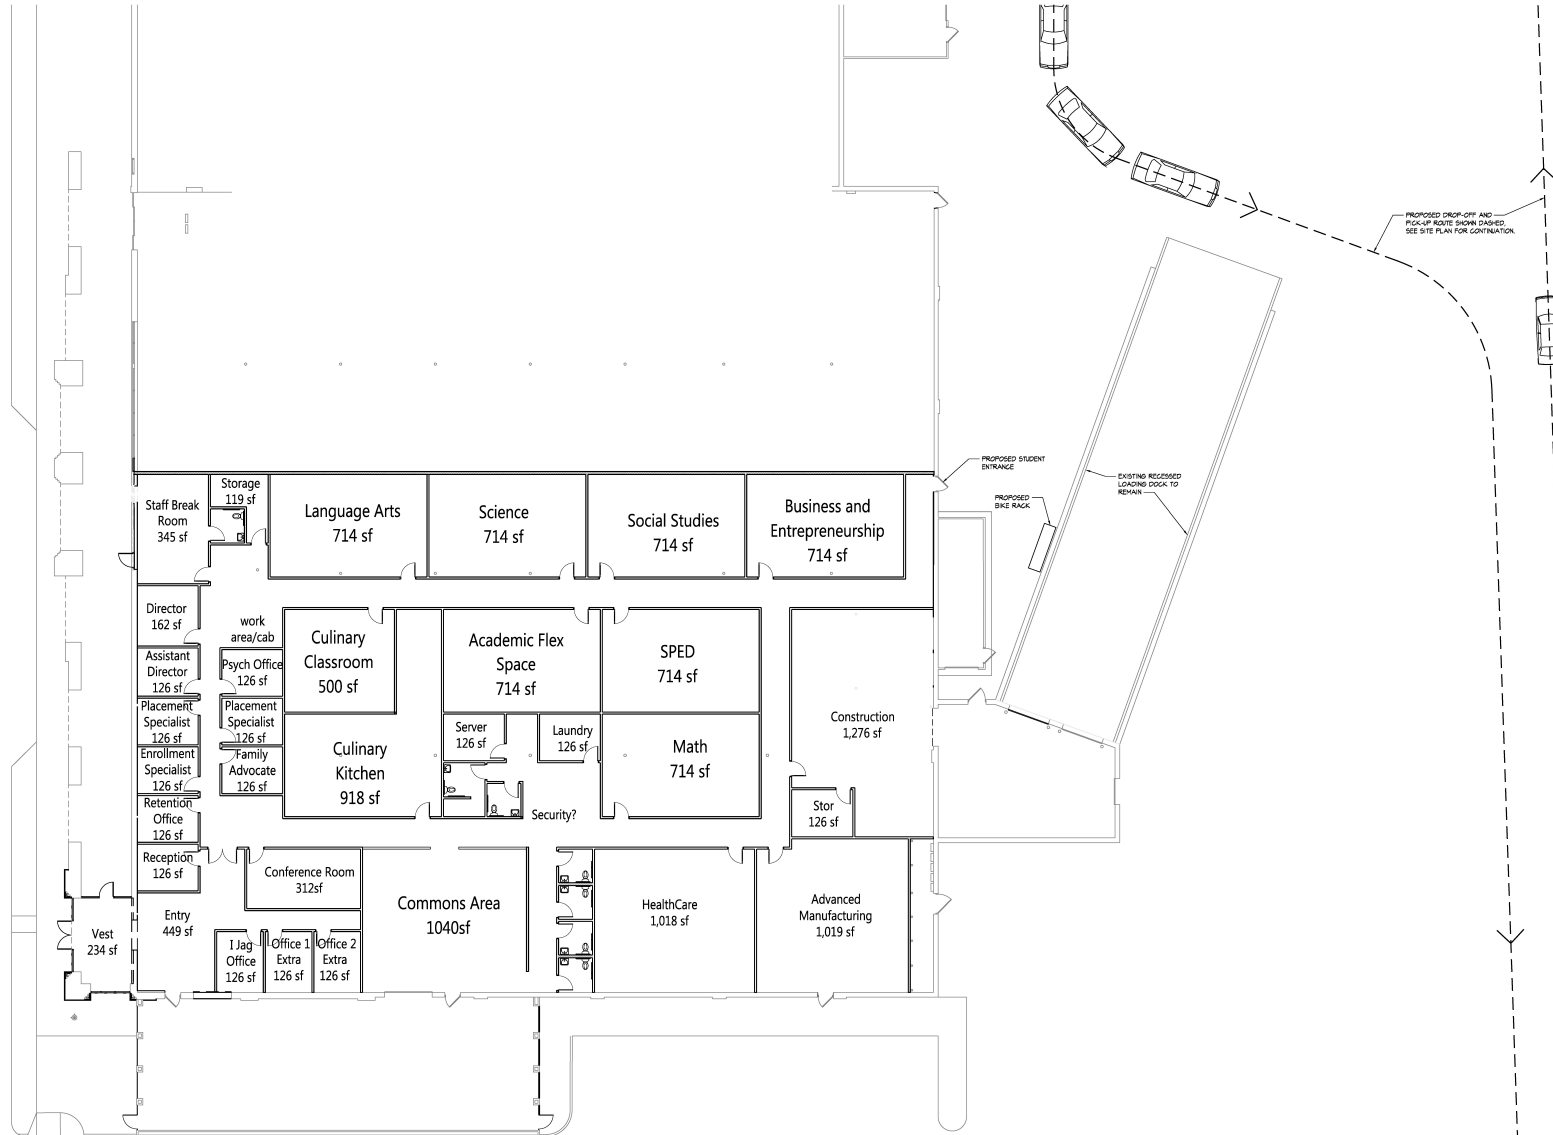 PROPOSED DROP-OFF AND
PICK-UP ROUTE SHOWN DASHED,
SEE SITE PLAN FOR CONTINUATION.
PROPOSED STUDENT
ENTRANCE
EXISTING RECESSED
LOADING DOCK TO
REMAIN
PROPOSED
BIKE RACK
Staff Break
Room
345 sf
Storage
119 sf
Language Arts
714 sf
Science
714 sf
Social Studies
714 sf
Business and
Entrepreneurship
714 sf
Director
162 sf
work
area/cab
Culinary
Classroom
500 sf
Academic Flex
Space
714 sf
SPED
714 sf
Assistant
Director
126 sf
Psych Office
126 sf
Placement
Specialist
126 sf
Placement
Specialist
126 sf
Construction
1,276 sf
Server
126 sf
Laundry
126 sf
Math
714 sf
Culinary
Kitchen
918 sf
Enrollment
Specialist
126 sf
Family
Advocate
126 sf
Retention
Office
126 sf
Security?
Stor
126 sf
Reception
126 sf
Conference Room
312sf
Commons Area
1040sf
HealthCare
1,018 sf
Advanced
Manufacturing
1,019 sf
Entry
449 sf
Vest
234 sf
I Jag
Office
126 sf
Office 1
Extra
126 sf
Office 2
Extra
126 sf